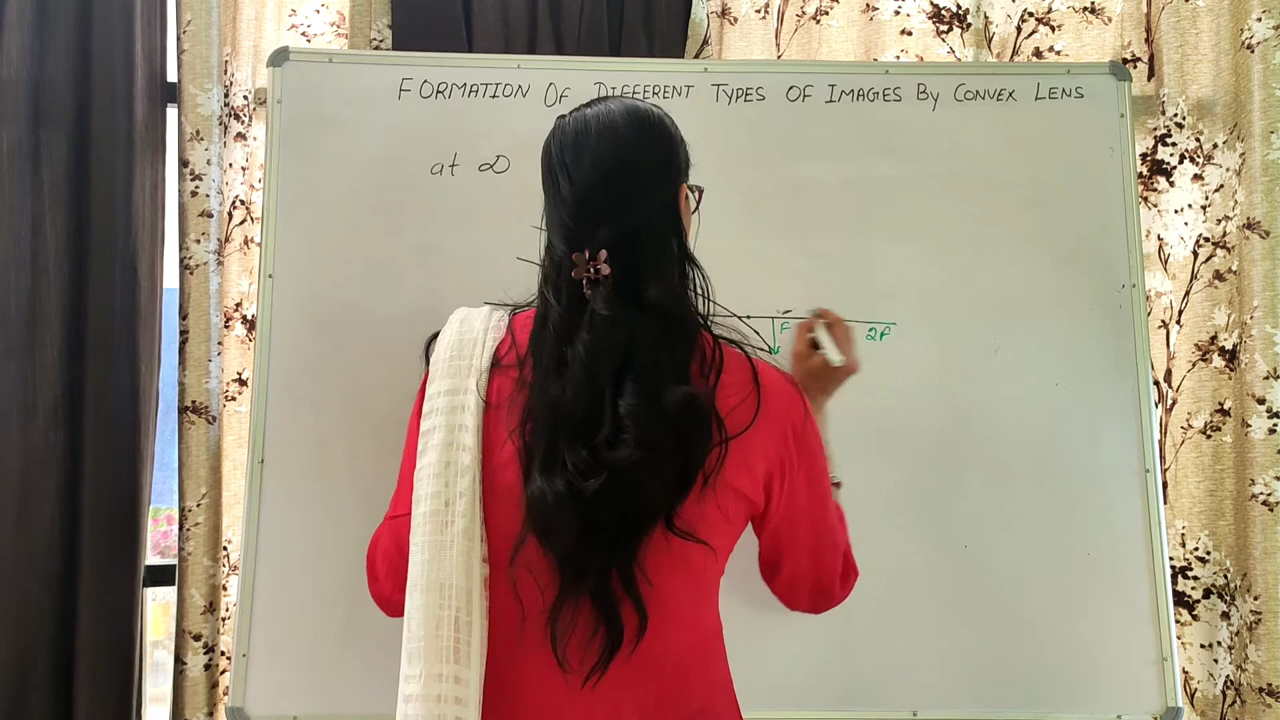 FORMATION OF DIFFERENT TYPES OF IMAGES BY CONVEX LENS
at ∞
F 2F